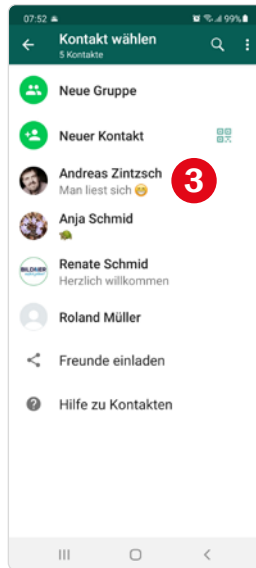 07:52
99%
Kontakt wählen
5 Kontakte
Neue Gruppe
Neuer Kontakt
Andreas Zintzsch
Man liest sich 😁
3
Anja Schmid
🐢
BILDNER
Renate Schmid
Herzlich willkommen
Roland Müller
Freunde einladen
Hilfe zu Kontakten